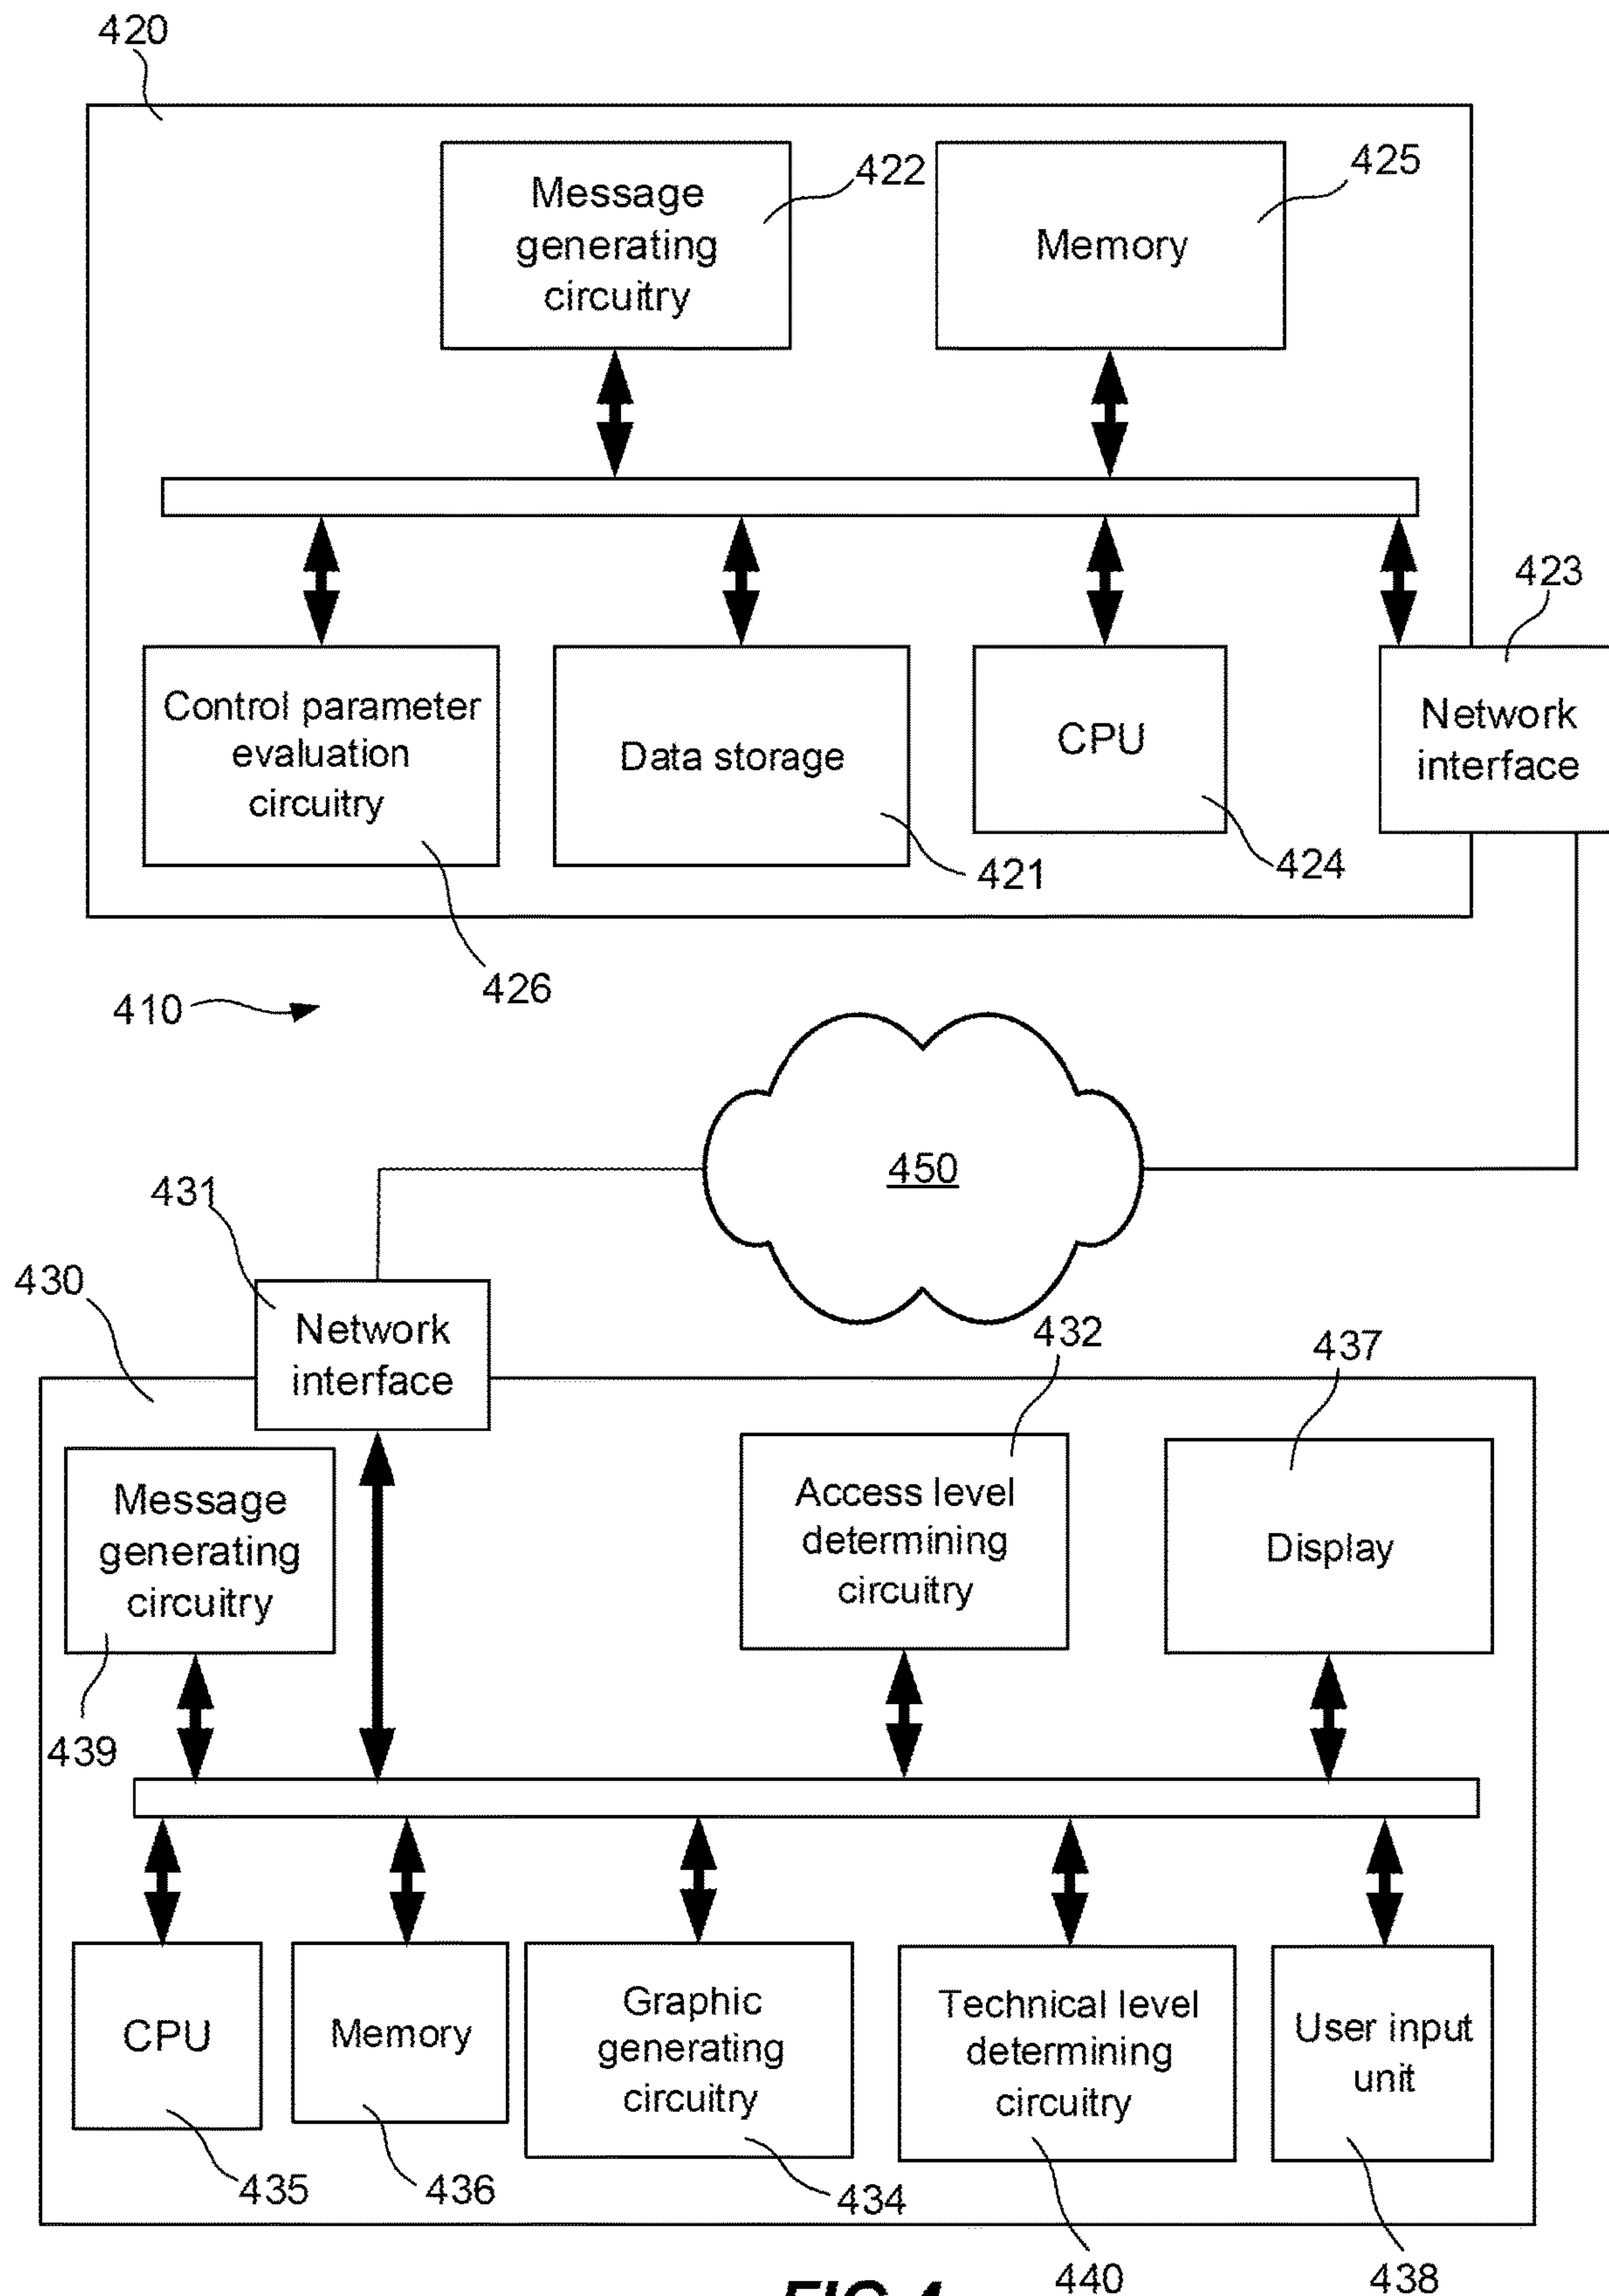 420
Message
generating
circuitry
422
Memory
425
423
Control parameter
evaluation
circuitry
Data storage
CPU
Network
interface
421
424
426
410
450
431
430
Network
interface
432
437
Message
generating
circuitry
Access level
determining
circuitry
Display
439
CPU
Memory
Graphic
generating
circuitry
Technical level
determining
circuitry
User input
unit
435
436
434
440
438